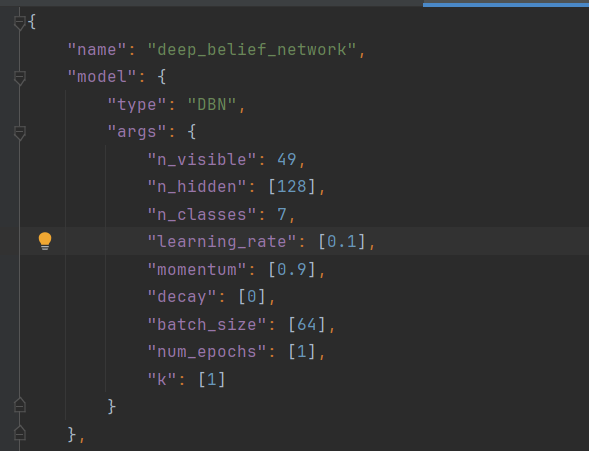 {
    "name": "deep_belief_network",
    "model": {
        "type": "DBN",
        "args": {
            "n_visible": 49,
            "n_hidden": [128],
            "n_classes": 7,
            "learning_rate": [0.1],
            "momentum": [0.9],
            "decay": [0],
            "batch_size": [64],
            "num_epochs": [1],
            "k": [1]
        }
    },